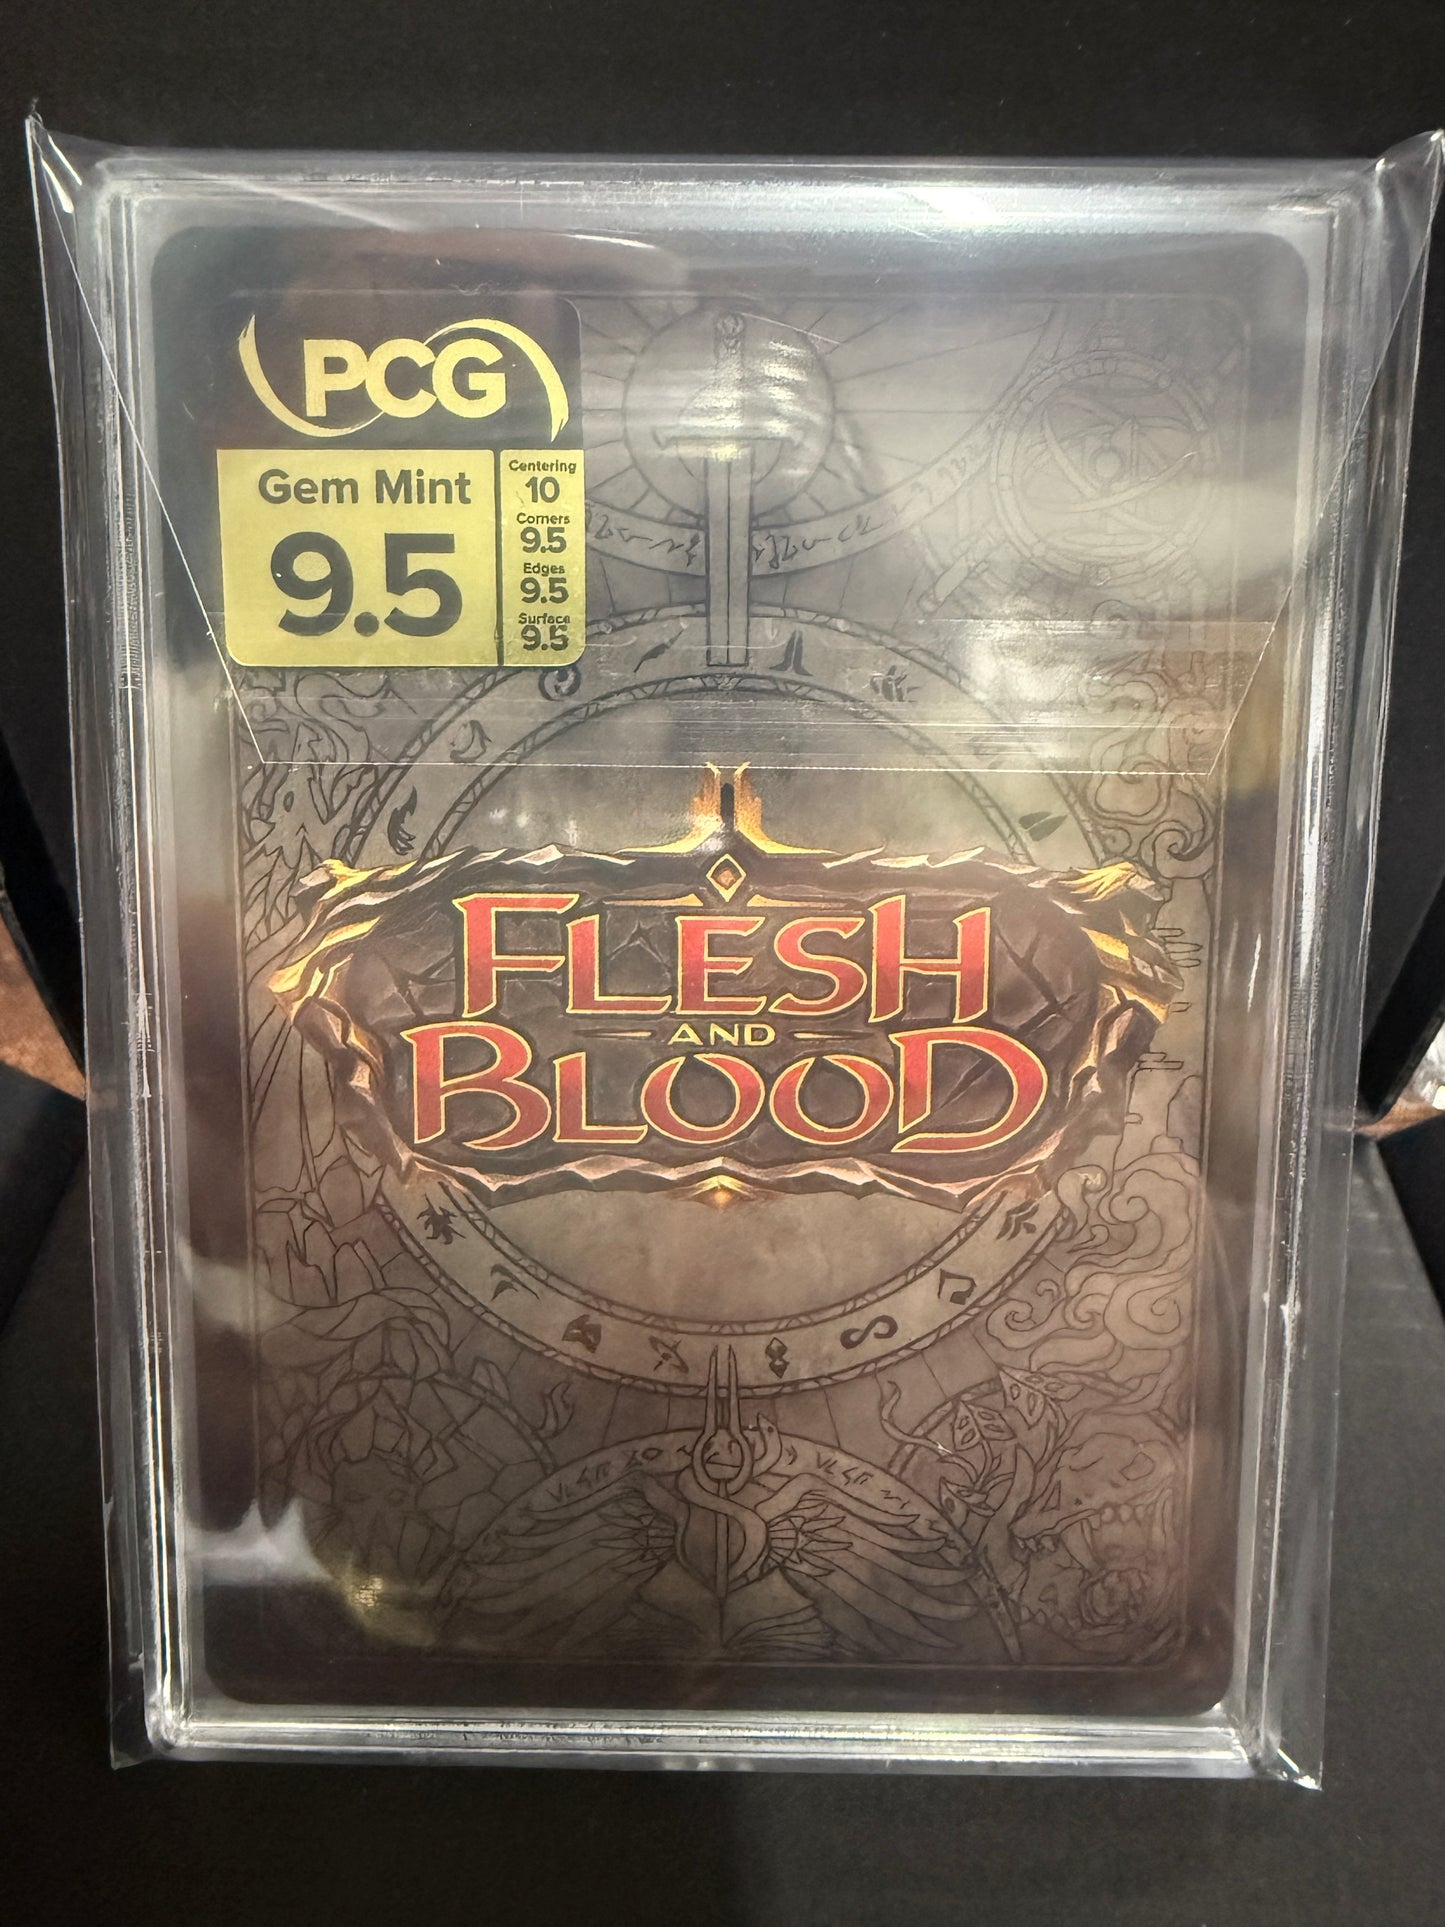 PCG
Gem Mint
9.5
Centering
10
Corners
9.5
Edges
9.5
Surface
9.5
FLESH
AND
BLOOD